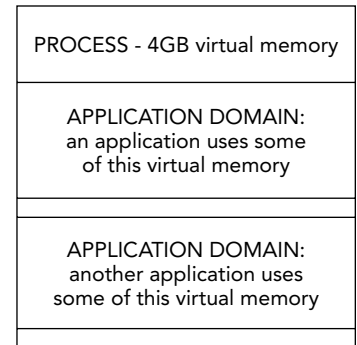 PROCESS - 4GB virtual memory
APPLICATION DOMAIN:
an application uses some
of this virtual memory
APPLICATION DOMAIN:
another application uses
some of this virtual memory